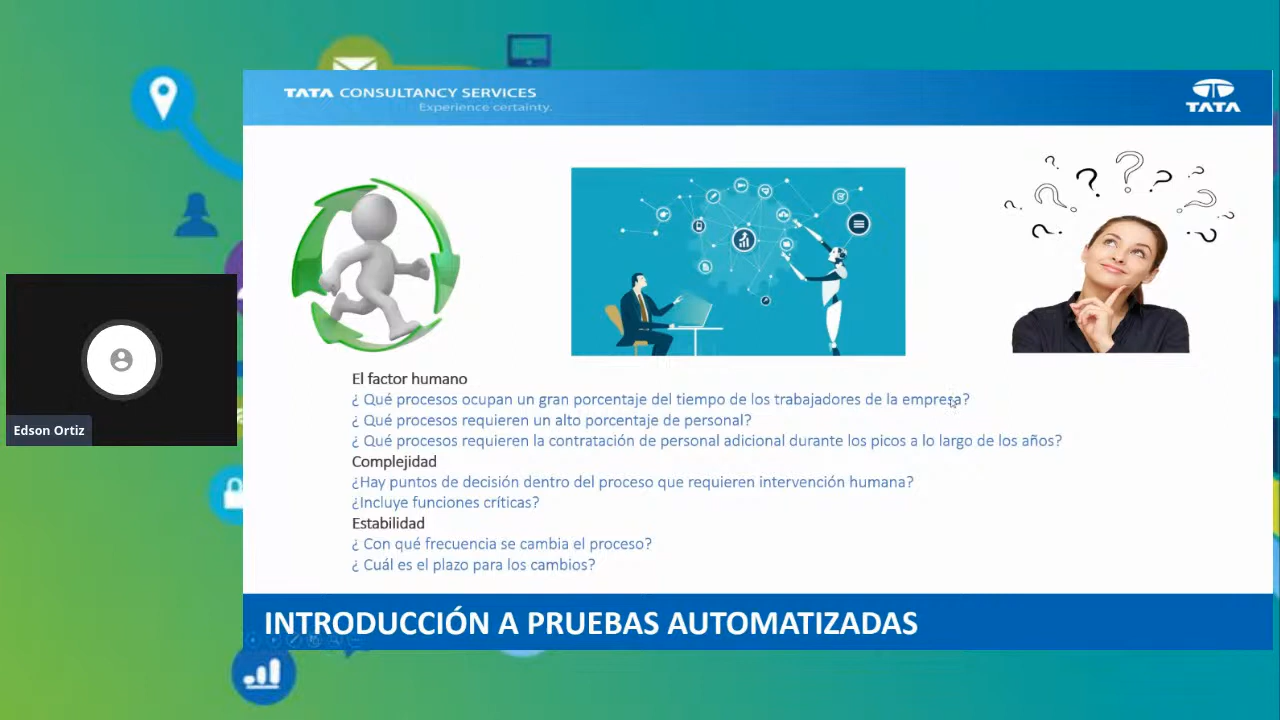 TATA CONSULTANCY SERVICES
Experience certainty.
TATA
El factor humano
¿ Qué procesos ocupan un gran porcentaje del tiempo de los trabajadores de la empresa?
¿ Qué procesos requieren un alto porcentaje de personal?
¿ Qué procesos requieren la contratación de personal adicional durante los picos a lo largo de los años?
Complejidad
¿Hay puntos de decisión dentro del proceso que requieren intervención humana?
¿Incluye funciones críticas?
Estabilidad
¿ Con qué frecuencia se cambia el proceso?
¿ Cuál es el plazo para los cambios?
INTRODUCCIÓN A PRUEBAS AUTOMATIZADAS
Edson Ortiz